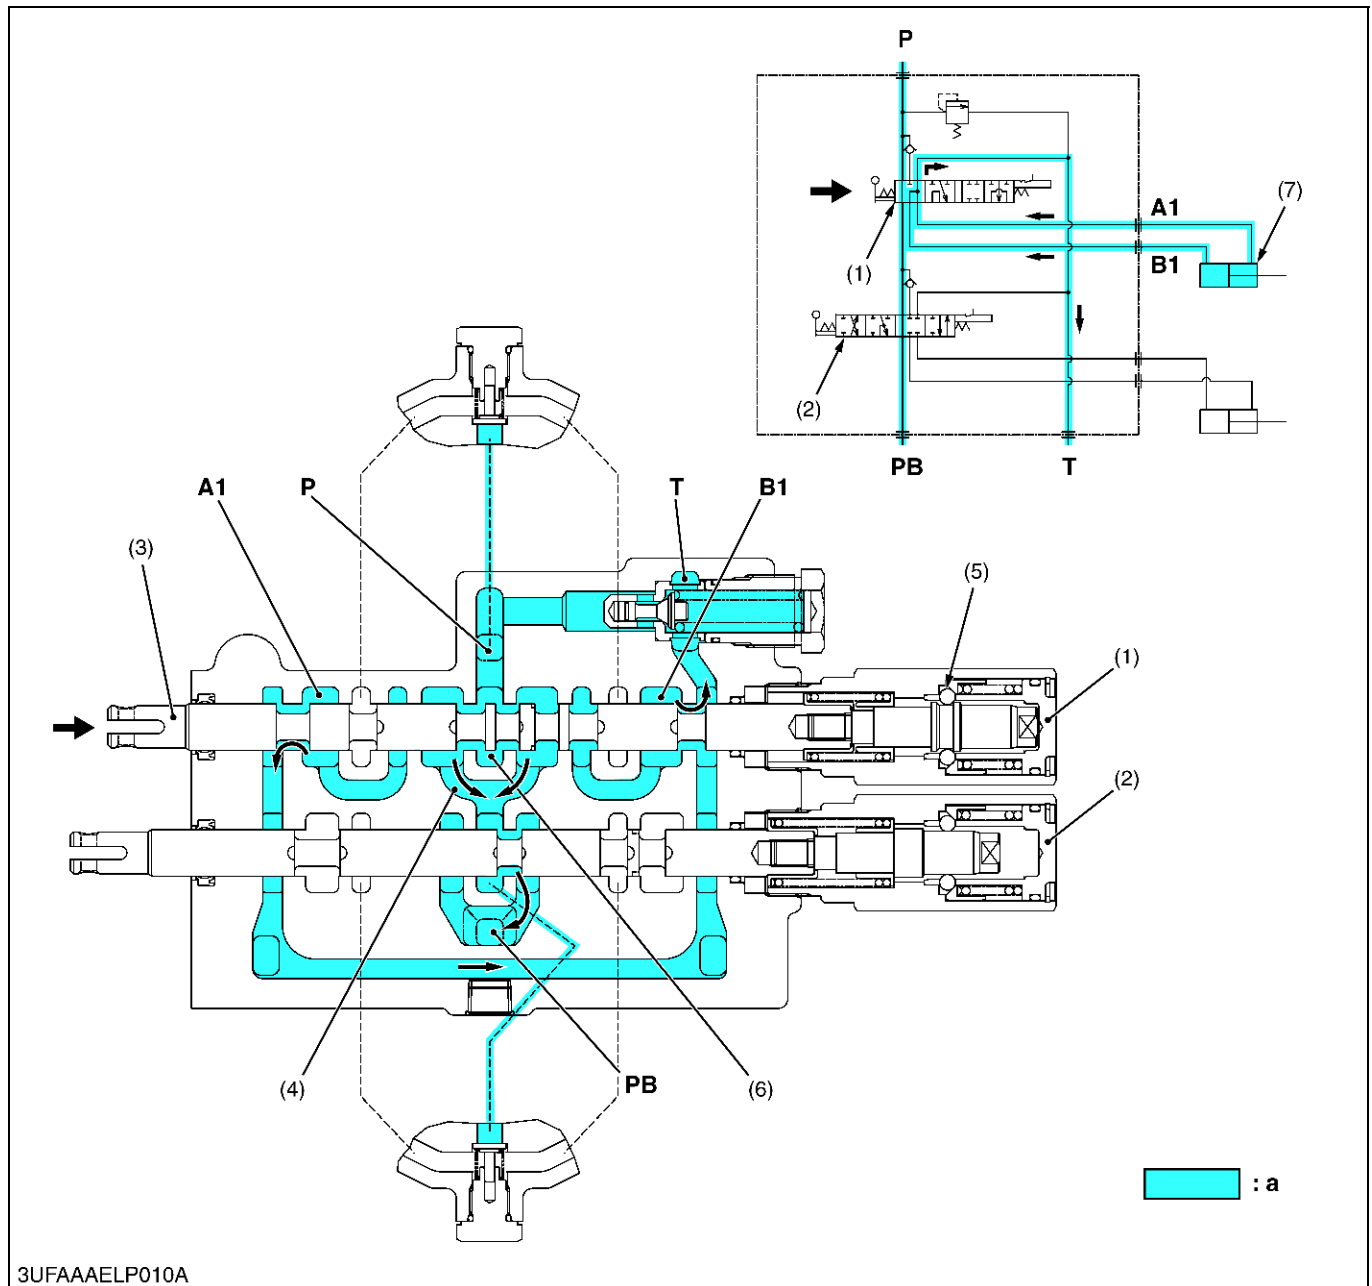 P
(7)
A1
(1)
B1
(2)
PB
T
A1
P
T
B1
(3)
(5)
(1)
(2)
(4)
PB
(6)
: a
3UFAAAELP010A